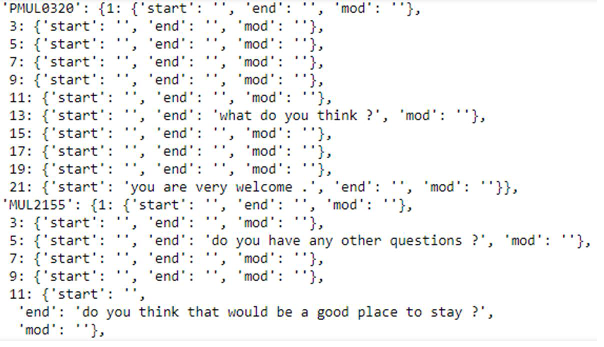 'PMUL0320': {1: {'start': '', 'end': '', 'mod': ''},
3: {'start': '', 'end': '', 'mod': ''},
5: {'start': '', 'end': '', 'mod': ''},
7: {'start': '', 'end': '', 'mod': ''},
9: {'start': '', 'end': '', 'mod': ''},
11: {'start': '', 'end': '', 'mod': ''},
13: {'start': '', 'end': 'what do you think ?', 'mod': ''},
15: {'start': '', 'end': '', 'mod': ''},
17: {'start': '', 'end': '', 'mod': ''},
19: {'start': '', 'end': '', 'mod': ''},
21: {'start': 'you are very welcome .', 'end': '', 'mod': ''}},
'MUL2155': {1: {'start': '', 'end': '', 'mod': ''},
3: {'start': '', 'end': '', 'mod': ''},
5: {'start': '', 'end': 'do you have any other questions ?', 'mod': ''},
7: {'start': '', 'end': '', 'mod': ''},
9: {'start': '', 'end': '', 'mod': ''},
11: {'start': '',
'end': 'do you think that would be a good place to stay ?',
'mod': ''},